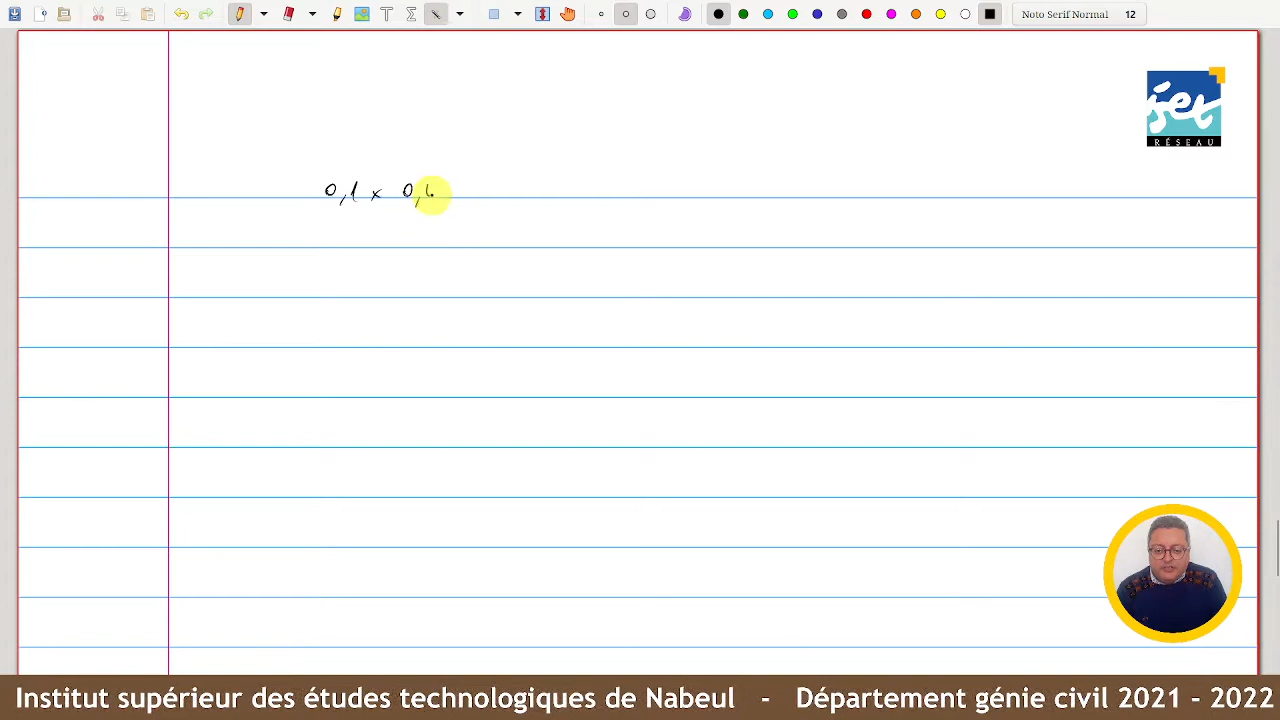 Noto Serif Normal 12
iset
RÉSEAU
0,1 x 0,
Institut supérieur des études technologiques de Nabeul - Département génie civil 2021 - 2022